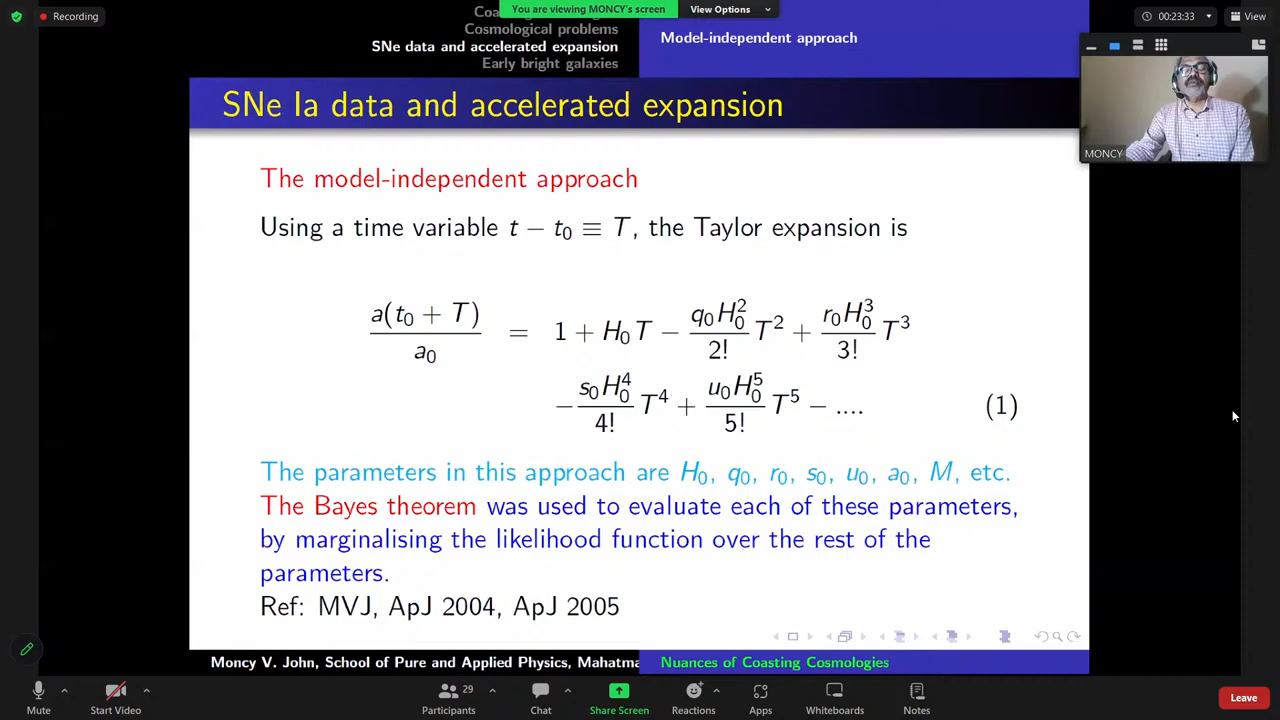 You are viewing MONCY's screen
View Options
Recording
00:23:33
View
Cosmological problems
SNe data and accelerated expansion
Early bright galaxies
Model-independent approach
MONCY
SNe Ia data and accelerated expansion
The model-independent approach
Using a time variable t − t₀ ≡ T, the Taylor expansion is
a(t₀ + T)/a₀ = 1 + H₀T − q₀H₀²/2! T² + r₀H₀³/3! T³
− s₀H₀⁴/4! T⁴ + u₀H₀⁵/5! T⁵ − .... (1)
The parameters in this approach are H₀, q₀, r₀, s₀, u₀, a₀, M, etc.
The Bayes theorem was used to evaluate each of these parameters,
by marginalising the likelihood function over the rest of the
parameters.
Ref: MVJ, ApJ 2004, ApJ 2005
Moncy V. John, School of Pure and Applied Physics, Mahatma
Nuances of Coasting Cosmologies
Mute
Start Video
29
Participants
Chat
Share Screen
Reactions
Apps
Whiteboards
Notes
Leave